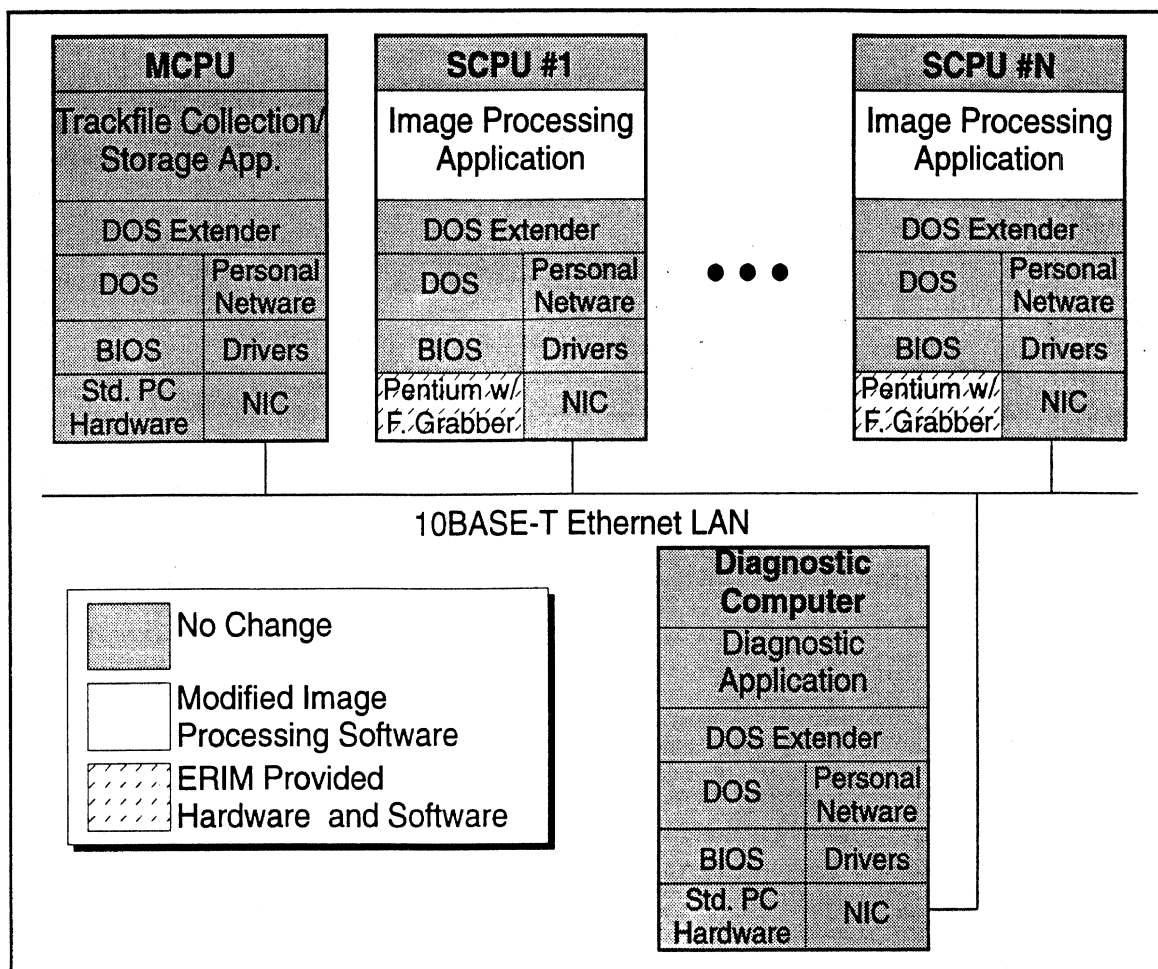 MCPU
Trackfile Collection/
Storage App.
DOS Extender
DOS
Personal
Netware
BIOS
Drivers
Std. PC
Hardware
NIC
SCPU #1
Image Processing
Application
DOS Extender
DOS
Personal
Netware
BIOS
Drivers
Pentium w/
F. Grabber
NIC
SCPU #N
Image Processing
Application
DOS Extender
DOS
Personal
Netware
BIOS
Drivers
Pentium w/
F. Grabber
NIC
10BASE-T Ethernet LAN
Diagnostic
Computer
Diagnostic
Application
DOS Extender
DOS
Personal
Netware
BIOS
Drivers
Std. PC
Hardware
NIC
No Change
Modified Image
Processing Software
ERIM Provided
Hardware and Software